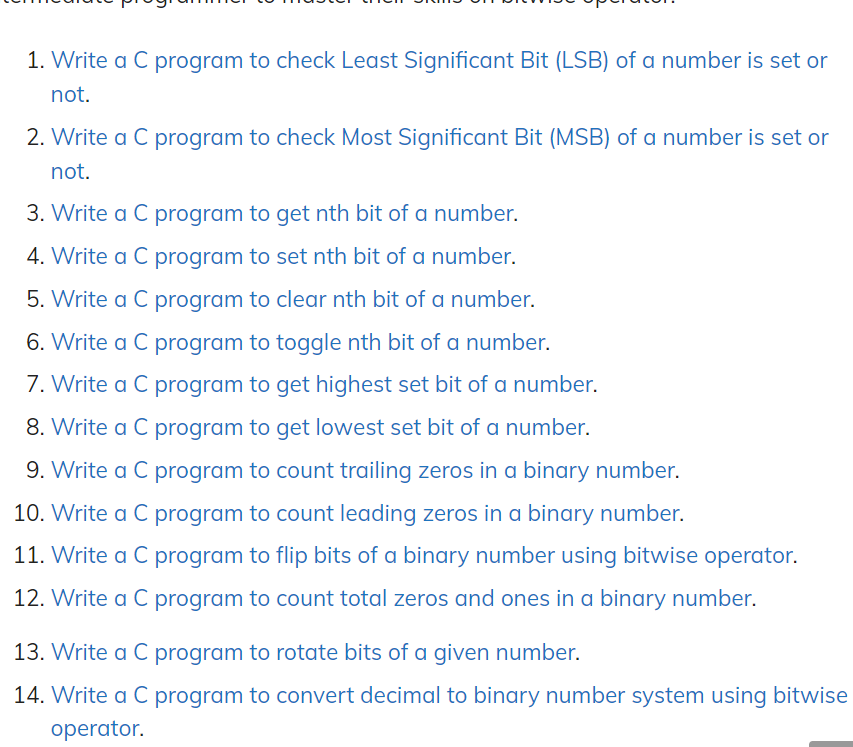 termediate programmer to master their skills on bitwise operator.
1. Write a C program to check Least Significant Bit (LSB) of a number is set or
not.
2. Write a C program to check Most Significant Bit (MSB) of a number is set or
not.
3. Write a C program to get nth bit of a number.
4. Write a C program to set nth bit of a number.
5. Write a C program to clear nth bit of a number.
6. Write a C program to toggle nth bit of a number.
7. Write a C program to get highest set bit of a number.
8. Write a C program to get lowest set bit of a number.
9. Write a C program to count trailing zeros in a binary number.
10. Write a C program to count leading zeros in a binary number.
11. Write a C program to flip bits of a binary number using bitwise operator.
12. Write a C program to count total zeros and ones in a binary number.
13. Write a C program to rotate bits of a given number.
14. Write a C program to convert decimal to binary number system using bitwise
operator.